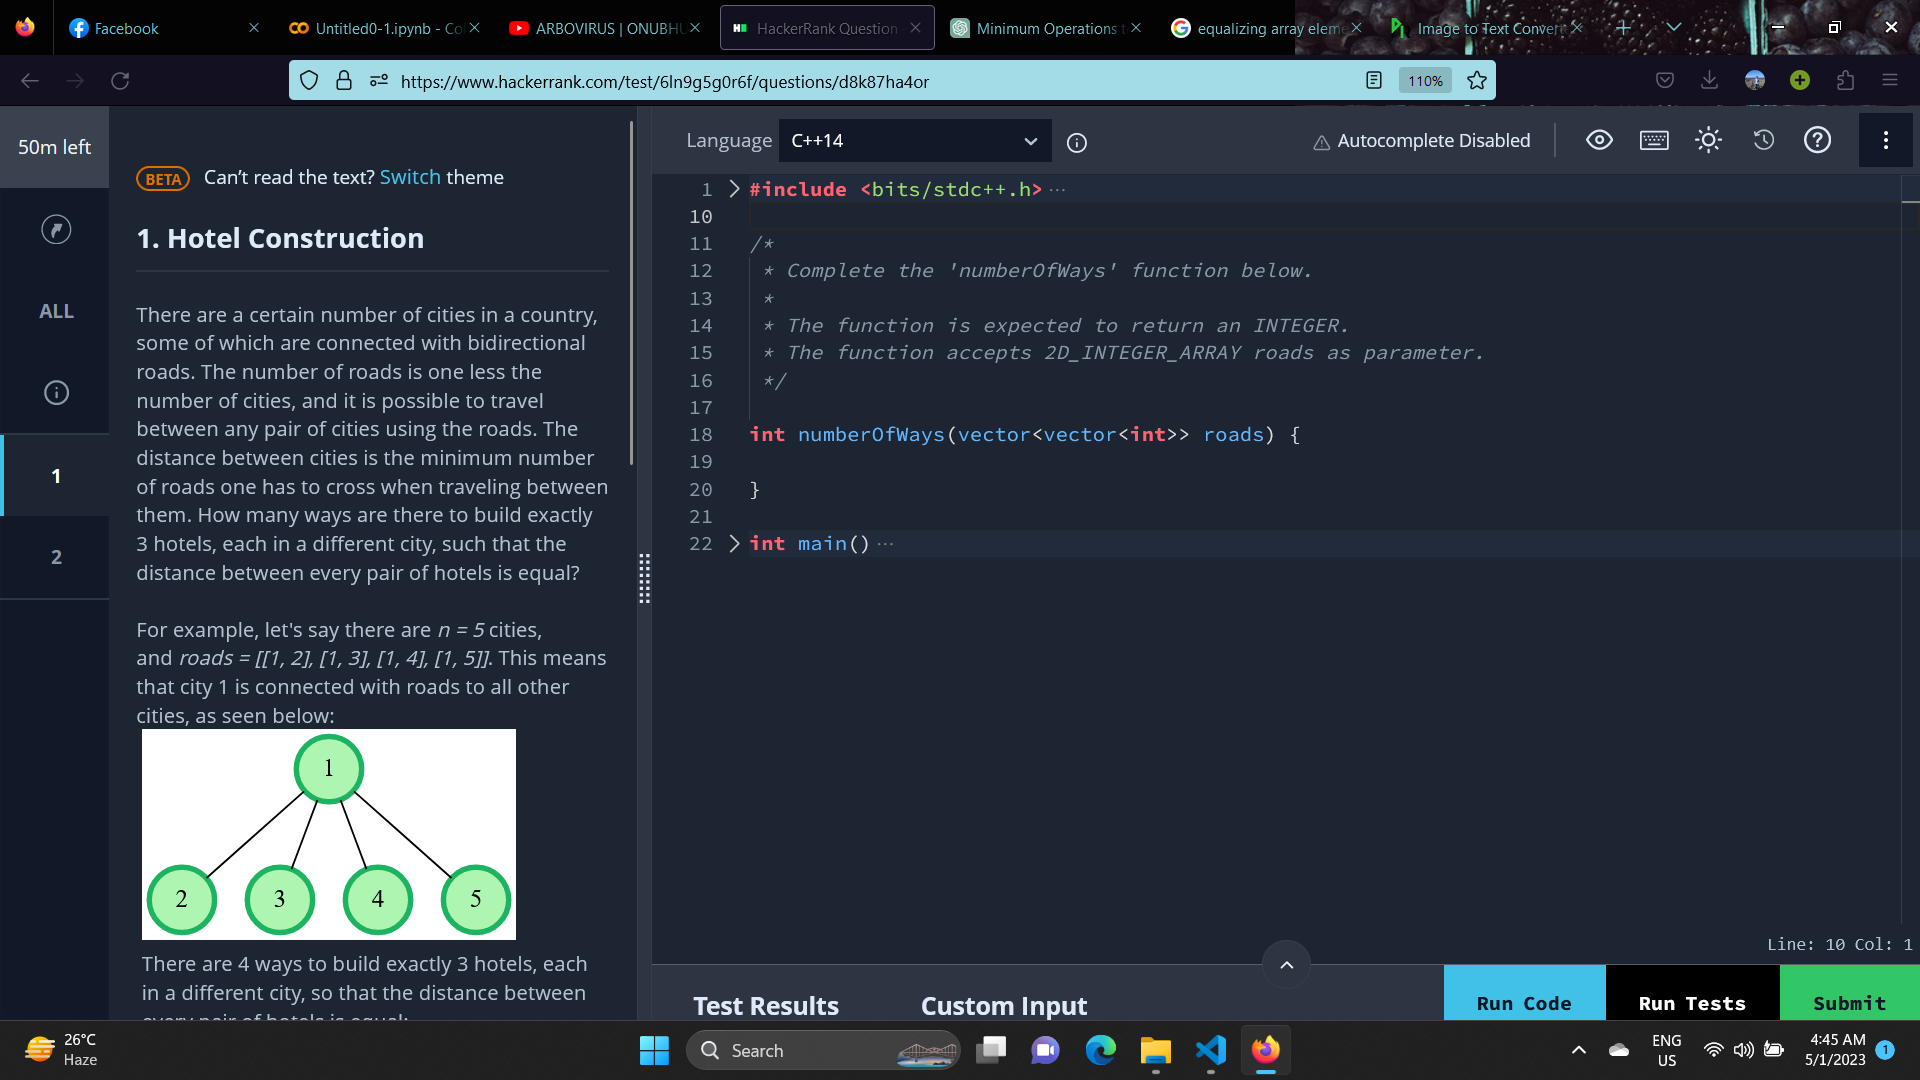 Facebook
Untitled0-1.ipynb - Co
ARBOVIRUS | ONUBHU
HackerRank Question
Minimum Operations t
equalizing array eleme
Image to Text Convert
https://www.hackerrank.com/test/6ln9g5g0r6f/questions/d8k87ha4or
110%
50m left
ALL
1
2
BETA Can't read the text? Switch theme
1. Hotel Construction
There are a certain number of cities in a country,
some of which are connected with bidirectional
roads. The number of roads is one less the
number of cities, and it is possible to travel
between any pair of cities using the roads. The
distance between cities is the minimum number
of roads one has to cross when traveling between
them. How many ways are there to build exactly
3 hotels, each in a different city, such that the
distance between every pair of hotels is equal?
For example, let's say there are n = 5 cities,
and roads = [[1, 2], [1, 3], [1, 4], [1, 5]]. This means
that city 1 is connected with roads to all other
cities, as seen below:
1
2 3 4 5
There are 4 ways to build exactly 3 hotels, each
in a different city, so that the distance between
every pair of hotels is equal:
Language C++14
Autocomplete Disabled
1 #include <bits/stdc++.h> ...
10
11 /*
12 * Complete the 'numberOfWays' function below.
13 *
14 * The function is expected to return an INTEGER.
15 * The function accepts 2D_INTEGER_ARRAY roads as parameter.
16 */
17
18 int numberOfWays(vector<vector<int>> roads) {
19
20 }
21
22 int main() ...
Line: 10 Col: 1
Test Results
Custom Input
Run Code
Run Tests
Submit
26°C
Haze
Search
ENG
US
4:45 AM
5/1/2023
1